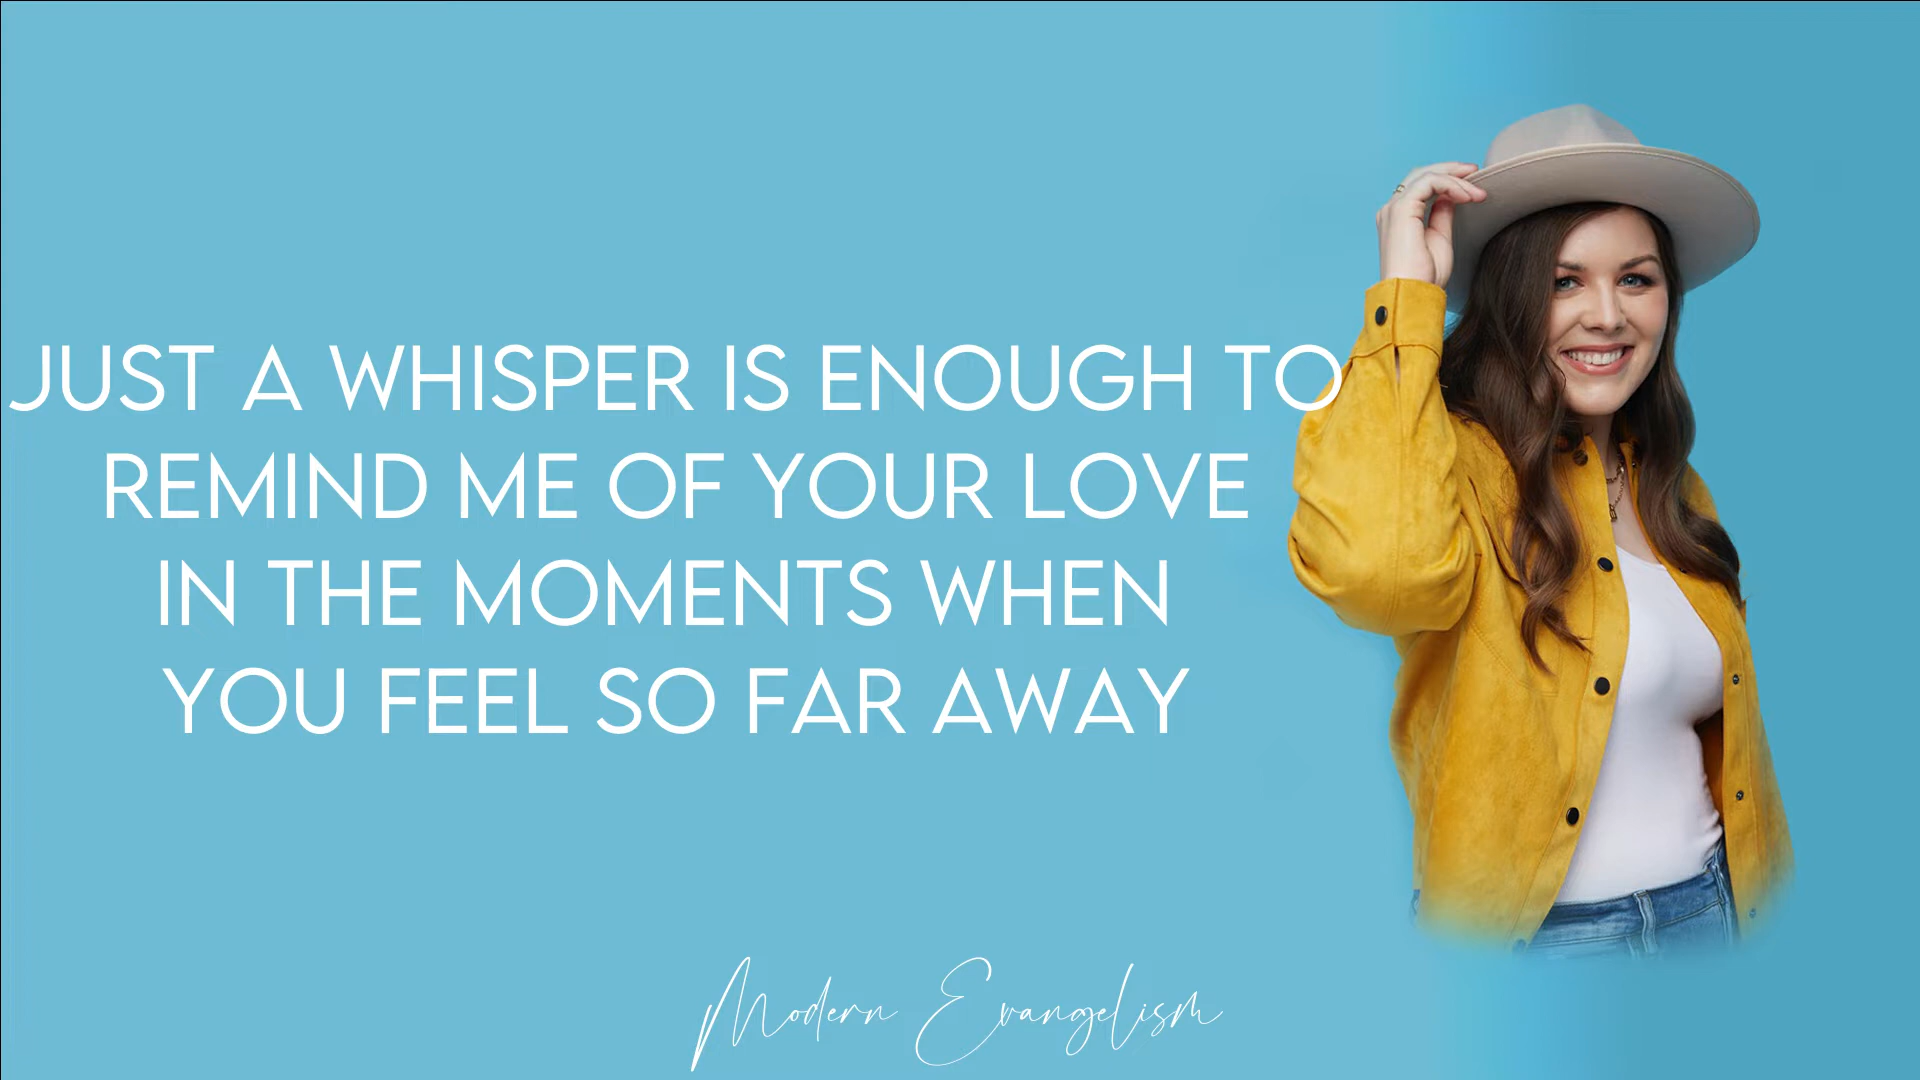 JUST A WHISPER IS ENOUGH TO
REMIND ME OF YOUR LOVE
IN THE MOMENTS WHEN
YOU FEEL SO FAR AWAY
Modern Evangelism